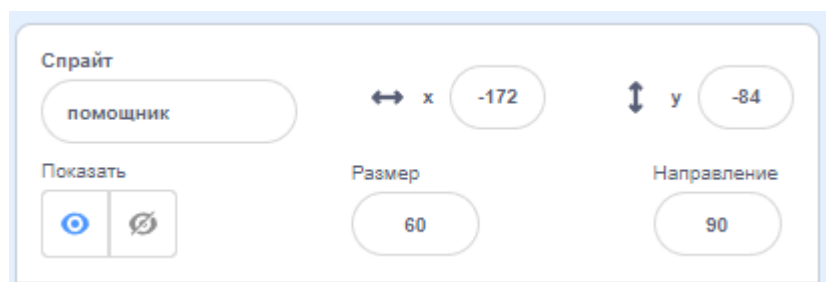 Спрайт
помощник
x -172
y -84
Показать
Размер
Направление
60
90